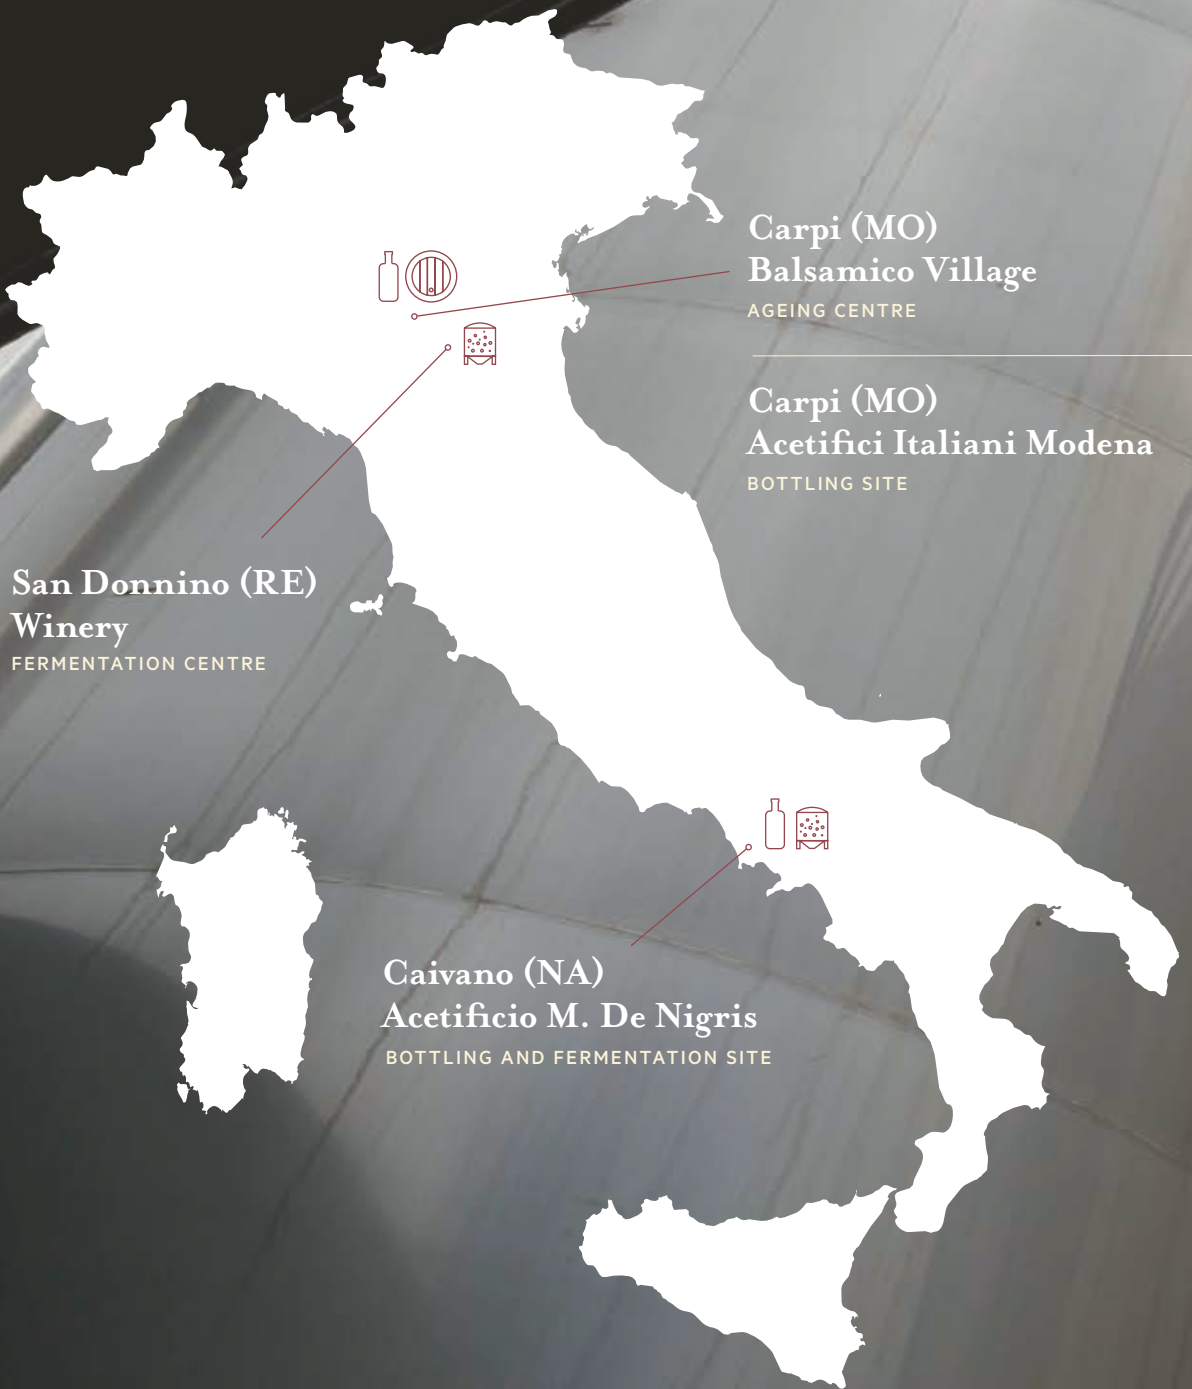 Carpi (MO)
Balsamico Village
AGEING CENTRE
Carpi (MO)
Acetifici Italiani Modena
BOTTLING SITE
San Donnino (RE)
Winery
FERMENTATION CENTRE
Caivano (NA)
Acetificio M. De Nigris
BOTTLING AND FERMENTATION SITE